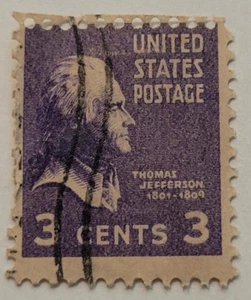 UNITED
STATES
POSTAGE
THOMAS
JEFFERSON
1801-1809
3 CENTS 3